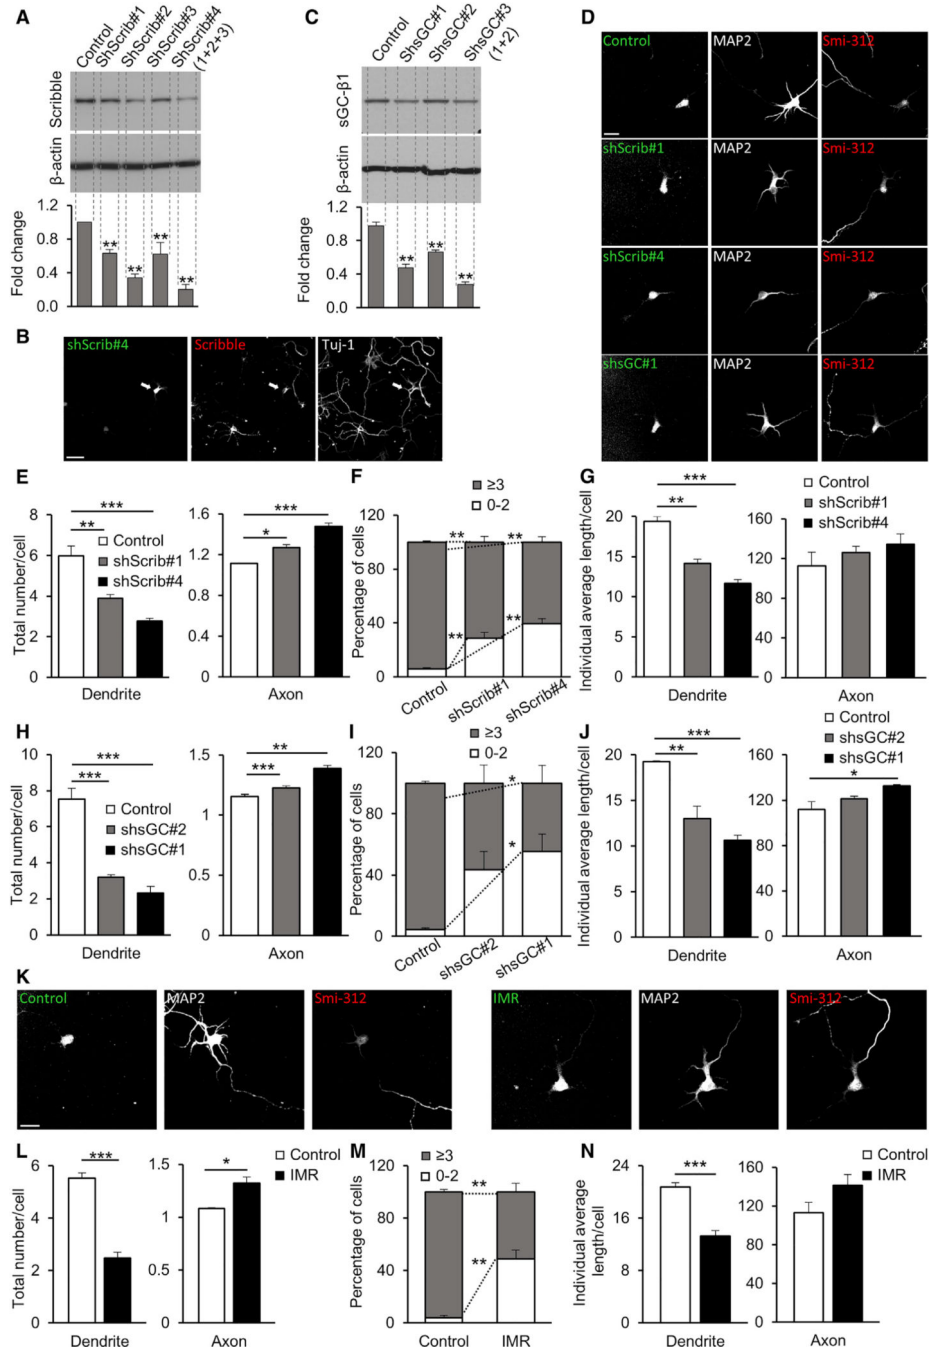 A
Control
ShScrib#1
ShScrib#2
ShScrib#3
ShScrib#4
(1+2+3)
Scribble
β-actin
Fold change
1.2
0.8
0.4
0.0
** ** ** **
C
Control
ShsGC#1
ShsGC#2
ShsGC#3
(1+2)
sGC-β1
β-actin
Fold change
1.2
0.8
0.4
0.0
** ** **
D
Control MAP2 Smi-312
shScrib#1 MAP2 Smi-312
shScrib#4 MAP2 Smi-312
shsGC#1 MAP2 Smi-312
B
shScrib#4 Scribble Tuj-1
E
Total number/cell
8
6
4
2
0
***
**
Control
shScrib#1
shScrib#4
Dendrite
1.6
1.2
0.8
0.4
0
***
*
Axon
F
≥3
0-2
Percentage of cells
120
80
40
0
** **
** **
Control shScrib#1 shScrib#4
G
Control
shScrib#1
shScrib#4
Individual average length/cell
20
15
10
5
0
***
**
Dendrite
160
120
80
40
0
Axon
H
Total number/cell
10
8
6
4
2
0
***
***
Control
shsGC#2
shsGC#1
Dendrite
1.5
1
0.5
0
**
***
Axon
I
≥3
0-2
Percentage of cells
120
80
40
0
*
*
Control shsGC#2 shsGC#1
J
Control
shsGC#2
shsGC#1
Individual average length/cell
20
15
10
5
0
***
**
Dendrite
160
120
80
40
0
*
Axon
K
Control MAP2 Smi-312 IMR MAP2 Smi-312
L
Total number/cell
6
4
2
0
***
Dendrite
1.5
1
0.5
0
*
Control
IMR
Axon
M
≥3
0-2
Percentage of cells
120
80
40
0
**
**
Control IMR
N
Control
IMR
Individual average
length/cell
24
16
8
0
***
Dendrite
160
120
80
40
0
Axon